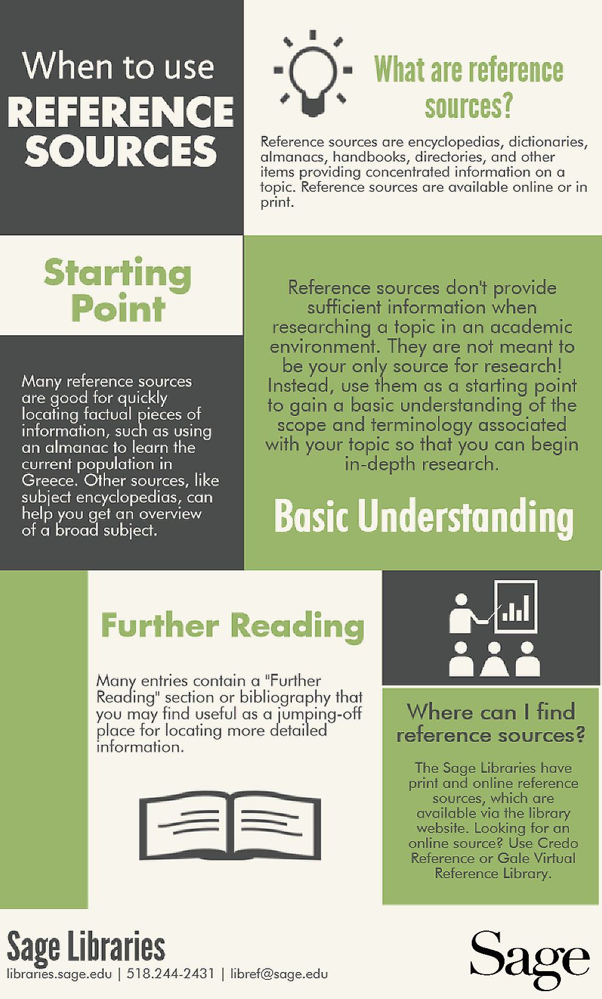 When to use
REFERENCE
SOURCES
What are reference
sources?
Reference sources are encyclopedias, dictionaries,
almanacs, handbooks, directories, and other
items providing concentrated information on a
topic. Reference sources are available online or in
print.
Starting
Point
Many reference sources
are good for quickly
locating factual pieces of
information, such as using
an almanac to learn the
current population in
Greece. Other sources, like
subject encyclopedias, can
help you get an overview
of a broad subject.
Reference sources don't provide
sufficient information when
researching a topic in an academic
environment. They are not meant to
be your only source for research!
Instead, use them as a starting point
to gain a basic understanding of the
scope and terminology associated
with your topic so that you can begin
in-depth research.
Basic Understanding
Further Reading
Many entries contain a "Further
Reading" section or bibliography that
you may find useful as a jumping-off
place for locating more detailed
information.
Where can I find
reference sources?
The Sage Libraries have
print and online reference
sources, which are
available via the library
website. Looking for an
online source? Use Credo
Reference or Gale Virtual
Reference Library.
Sage Libraries
libraries.sage.edu | 518.244-2431 | libref@sage.edu
Sage